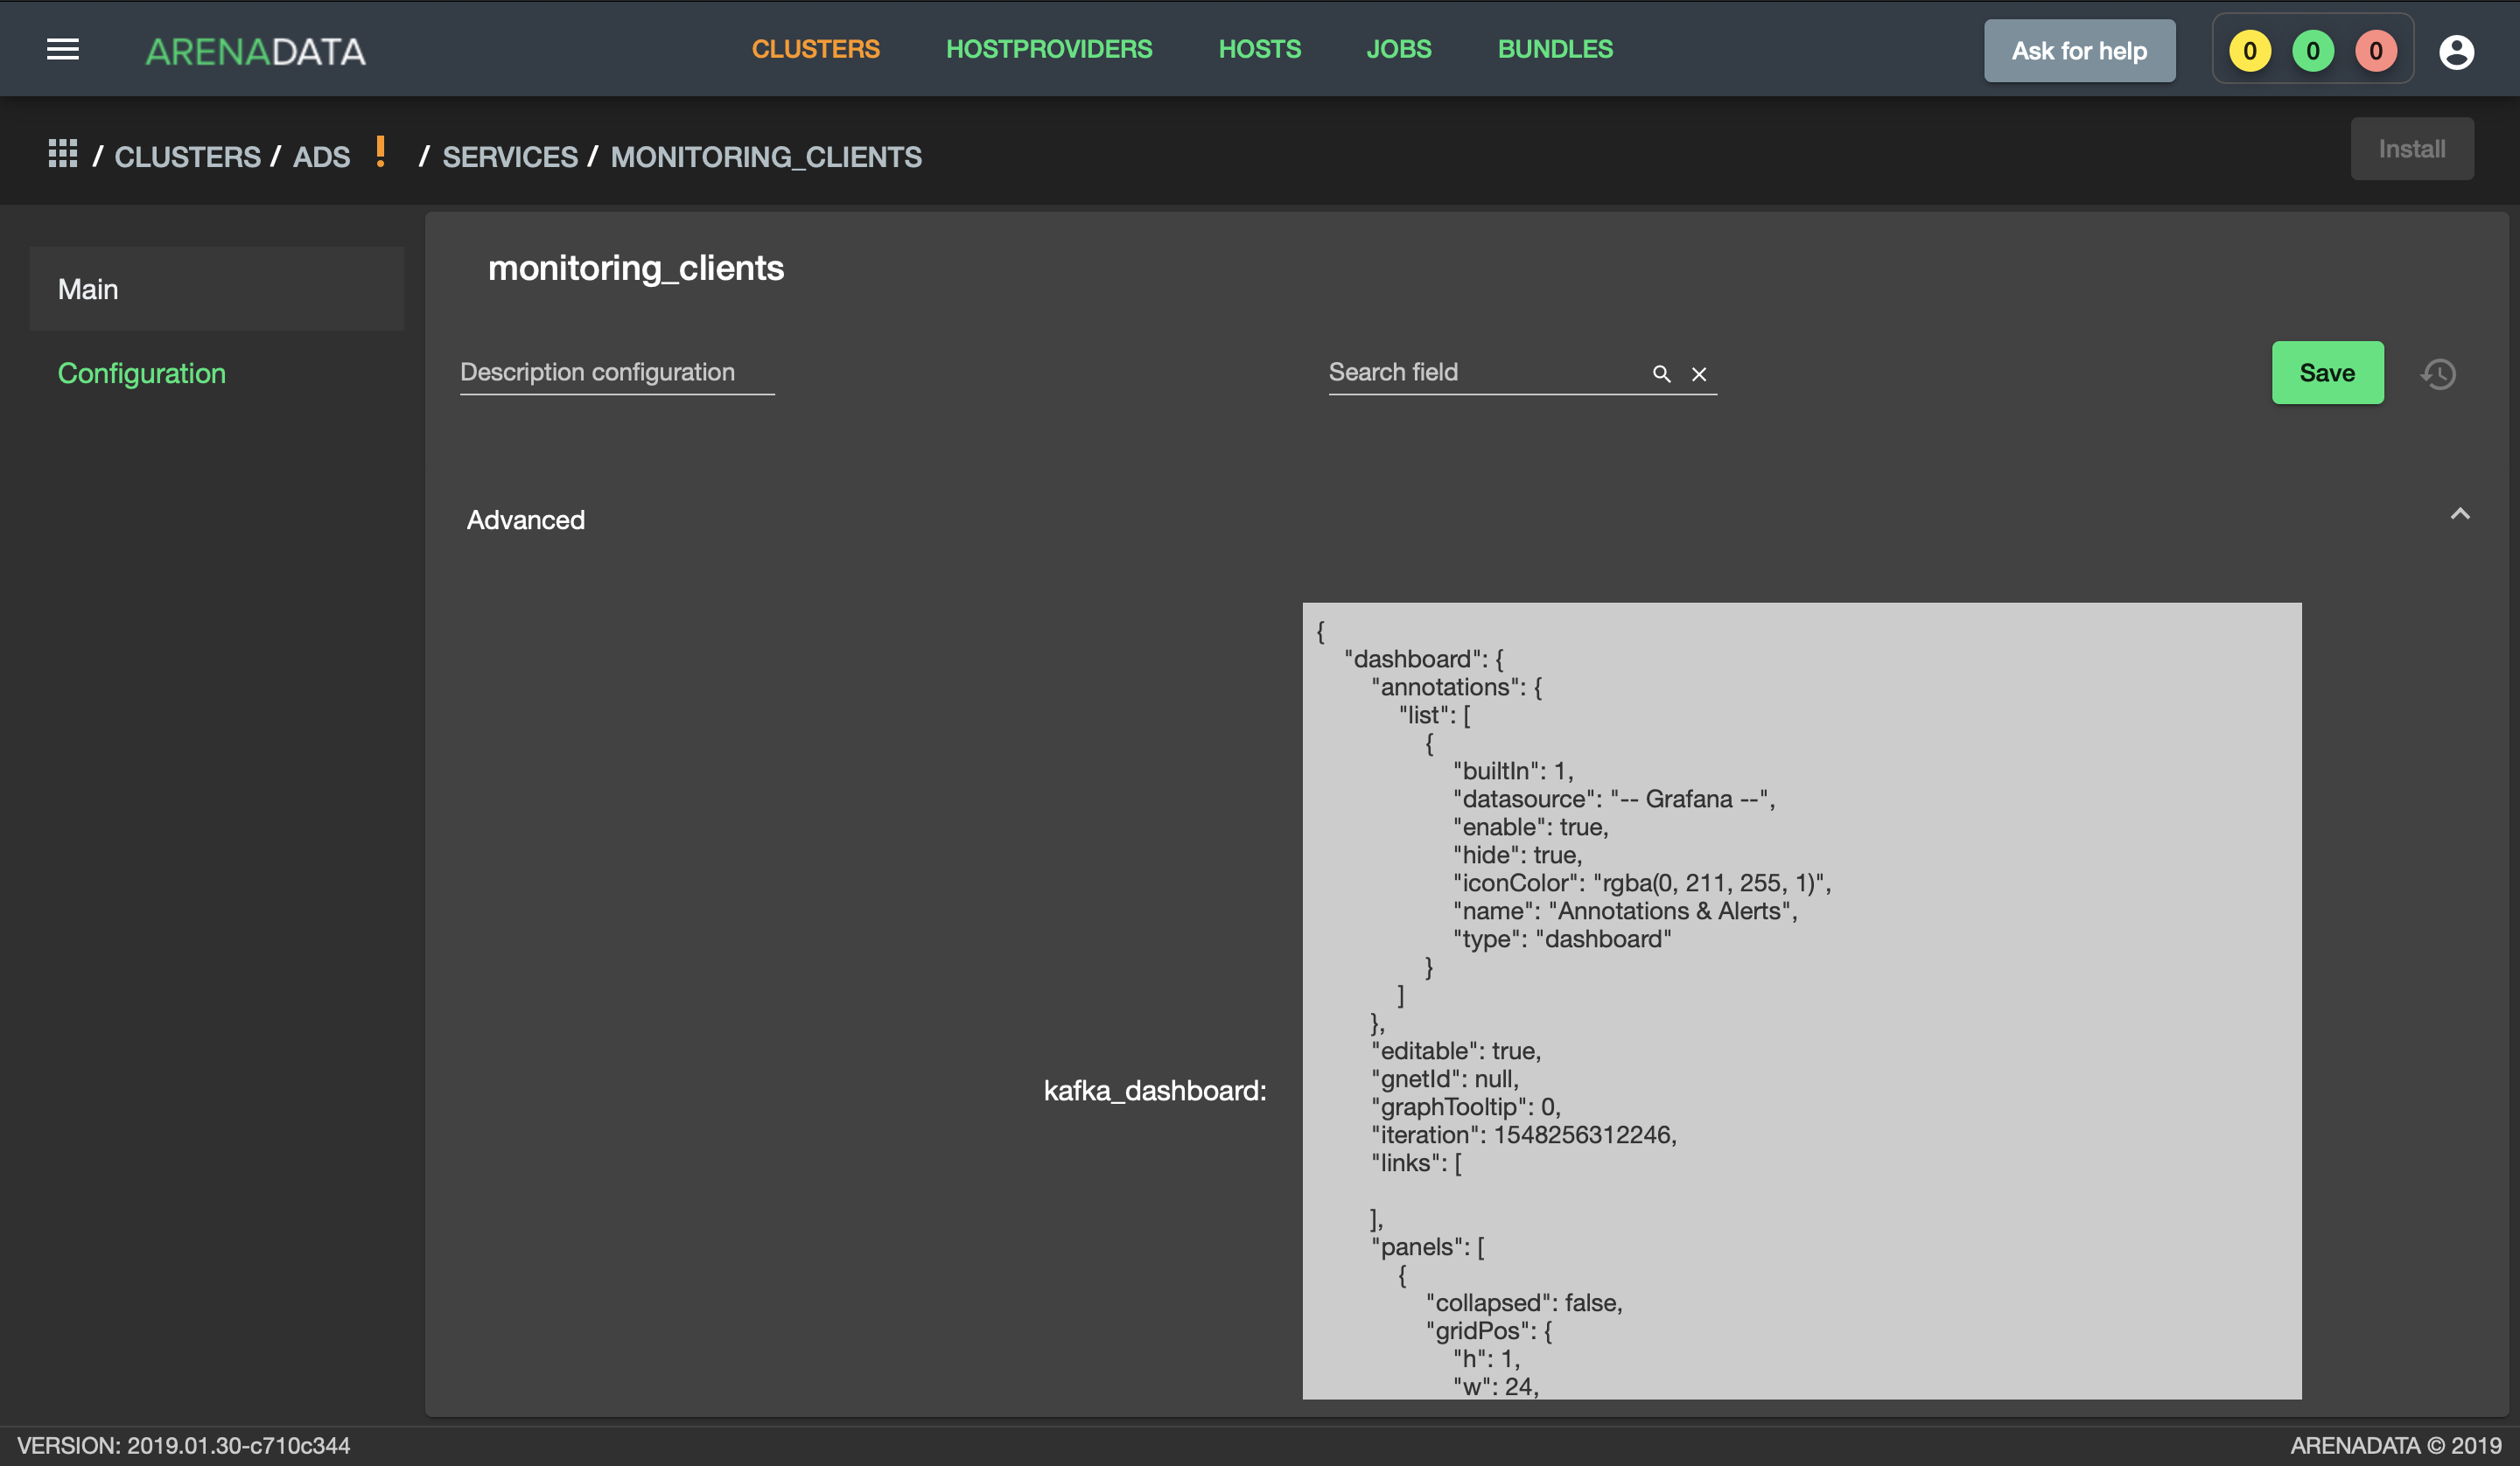 ARENADATA CLUSTERS HOSTPROVIDERS HOSTS JOBS BUNDLES Ask for help 0 0 0
/ CLUSTERS / ADS ! / SERVICES / MONITORING_CLIENTS Install
Main
Configuration
monitoring_clients
Description configuration Search field Save
Advanced
kafka_dashboard:
{
"dashboard": {
"annotations": {
"list": [
{
"builtIn": 1,
"datasource": "-- Grafana --",
"enable": true,
"hide": true,
"iconColor": "rgba(0, 211, 255, 1)",
"name": "Annotations & Alerts",
"type": "dashboard"
}
]
},
"editable": true,
"gnetId": null,
"graphTooltip": 0,
"iteration": 1548256312246,
"links": [
],
"panels": [
{
"collapsed": false,
"gridPos": {
"h": 1,
"w": 24,
VERSION: 2019.01.30-c710c344 ARENADATA © 2019